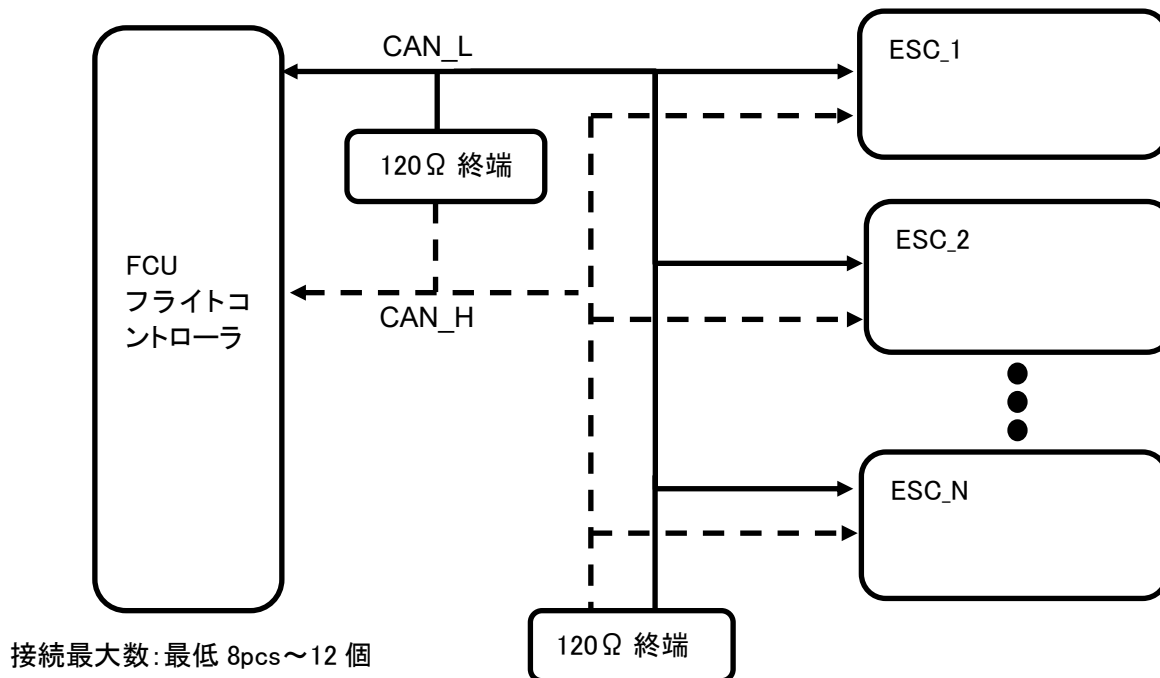 CAN_L
ESC_1
120Ω 終端
ESC_2
FCU
フライトコ
ントローラ
CAN_H
ESC_N
120Ω 終端
接続最大数:最低 8pcs～12 個